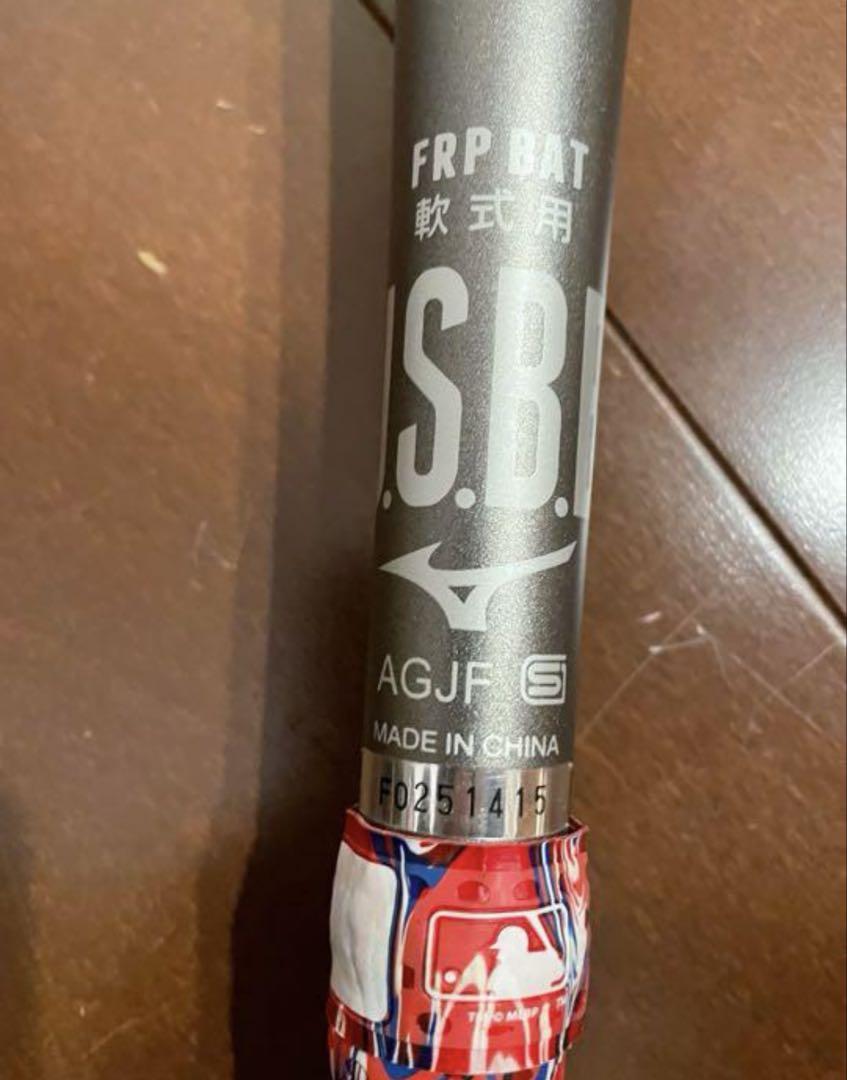 FRP BAT
軟式用
.S.B.
AGJF S
MADE IN CHINA
F0251415